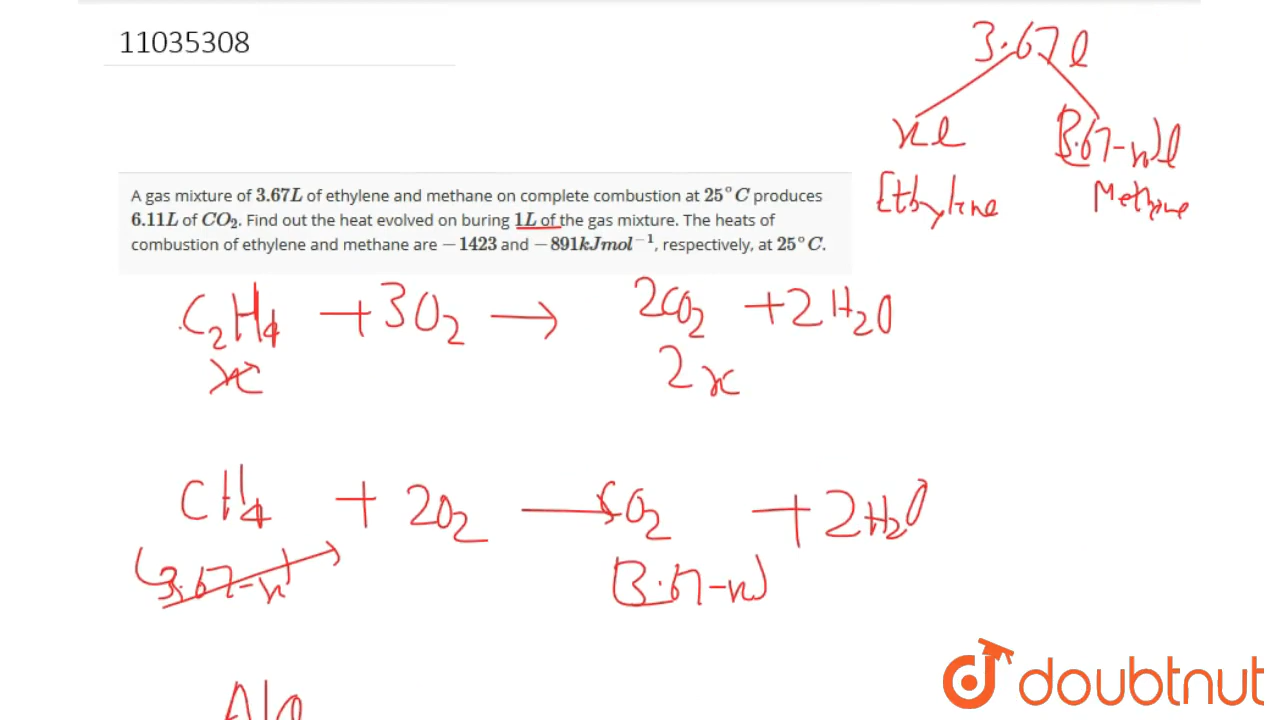 11035308
3.67 l
x l
(3.67-x) l
Ethylene
Methane
A gas mixture of 3.67L of ethylene and methane on complete combustion at 25°C produces
6.11L of CO₂. Find out the heat evolved on buring 1L of the gas mixture. The heats of
combustion of ethylene and methane are −1423 and −891kJmol⁻¹, respectively, at 25°C.
C₂H₄ + 3O₂ → 2CO₂ + 2H₂O
x 2x
CH₄ + 2O₂ → CO₂ + 2H₂O
(3.67-x) (3.67-x)
doubtnut